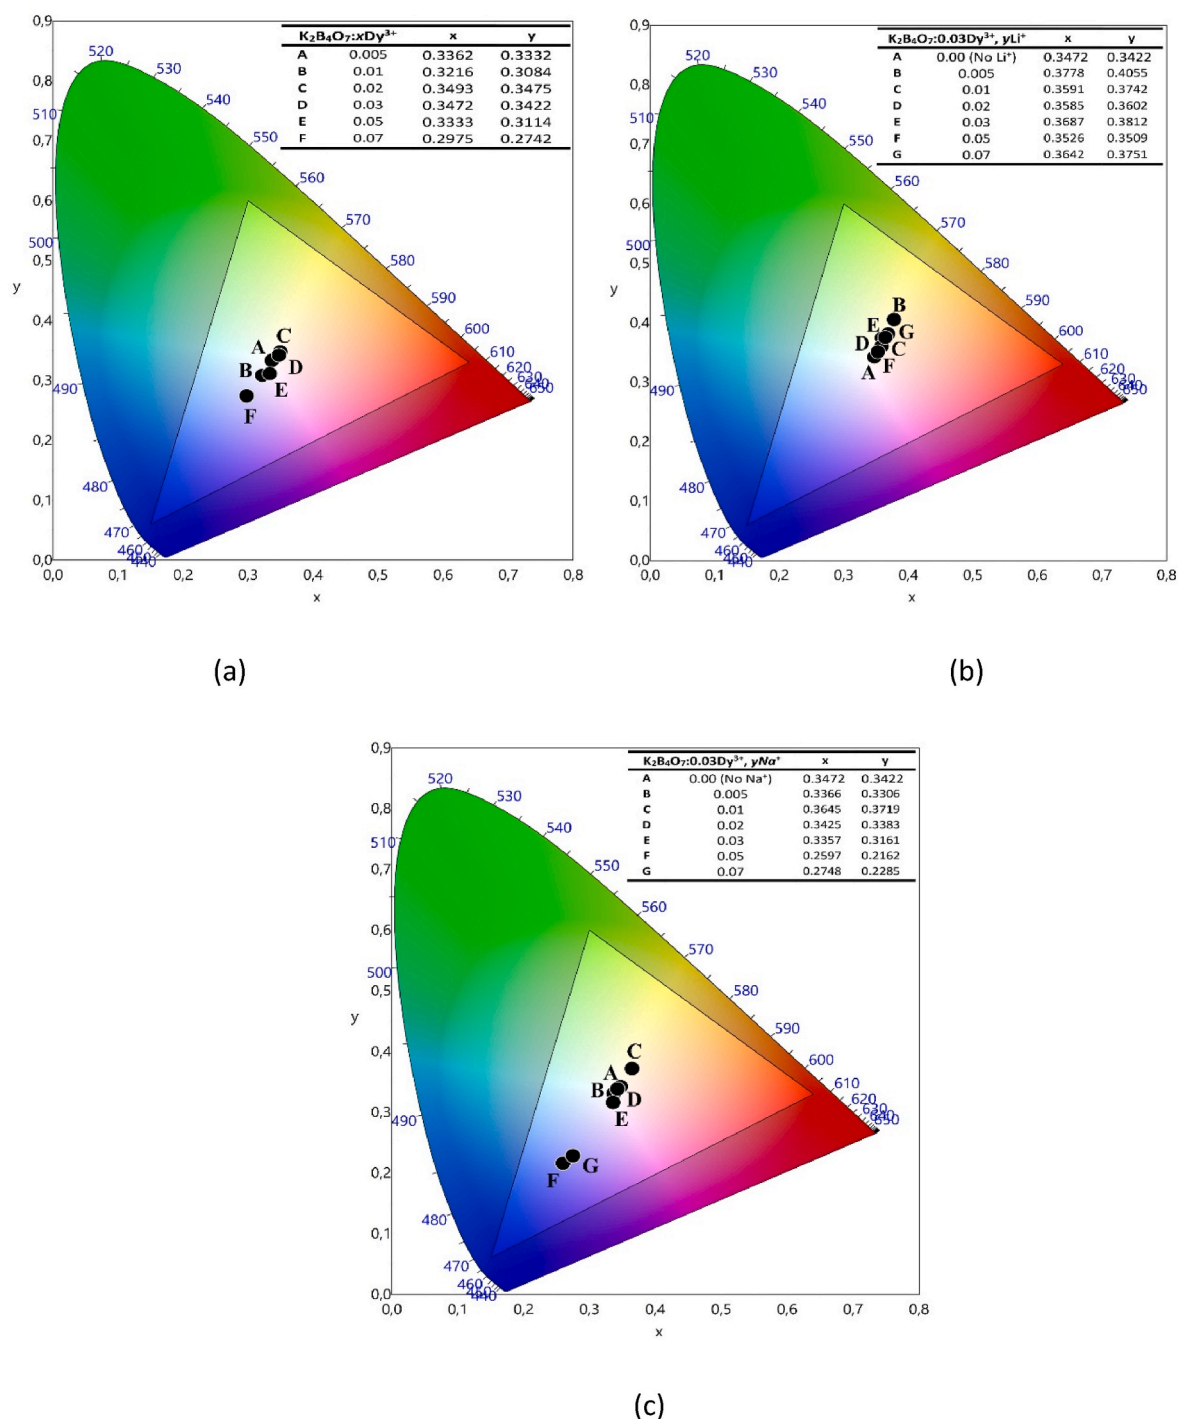 K₂B₄O₇:xDy³⁺ x y
A 0.005 0.3362 0.3332
B 0.01 0.3216 0.3084
C 0.02 0.3493 0.3475
D 0.03 0.3472 0.3422
E 0.05 0.3333 0.3114
F 0.07 0.2975 0.2742
0,9
0,8
0,7
0,6
0,5
0,4
0,3
0,2
0,1
0,0
y
0,0 0,1 0,2 0,3 0,4 0,5 0,6 0,7 0,8
x
520
530
540
550
560
570
580
590
600
610
620
630
640
650
510
500
490
480
470
460
450
440
C
A
D
B
E
F
(a)
K₂B₄O₇:0.03Dy³⁺, yLi⁺ x y
A 0.00 (No Li⁺) 0.3472 0.3422
B 0.005 0.3778 0.4055
C 0.01 0.3591 0.3742
D 0.02 0.3585 0.3602
E 0.03 0.3687 0.3812
F 0.05 0.3526 0.3509
G 0.07 0.3642 0.3751
0,9
0,8
0,7
0,6
0,5
0,4
0,3
0,2
0,1
0,0
y
0,0 0,1 0,2 0,3 0,4 0,5 0,6 0,7 0,8
x
520
530
540
550
560
570
580
590
600
610
620
630
640
650
510
500
490
480
470
460
450
440
B
E G
D C
A F
(b)
K₂B₄O₇:0.03Dy³⁺, yNa⁺ x y
A 0.00 (No Na⁺) 0.3472 0.3422
B 0.005 0.3366 0.3306
C 0.01 0.3645 0.3719
D 0.02 0.3425 0.3383
E 0.03 0.3357 0.3161
F 0.05 0.2597 0.2162
G 0.07 0.2748 0.2285
0,9
0,8
0,7
0,6
0,5
0,4
0,3
0,2
0,1
0,0
y
0,0 0,1 0,2 0,3 0,4 0,5 0,6 0,7 0,8
x
520
530
540
550
560
570
580
590
600
610
620
630
640
650
510
500
490
480
470
460
450
440
C
A
B D
E
F G
(c)